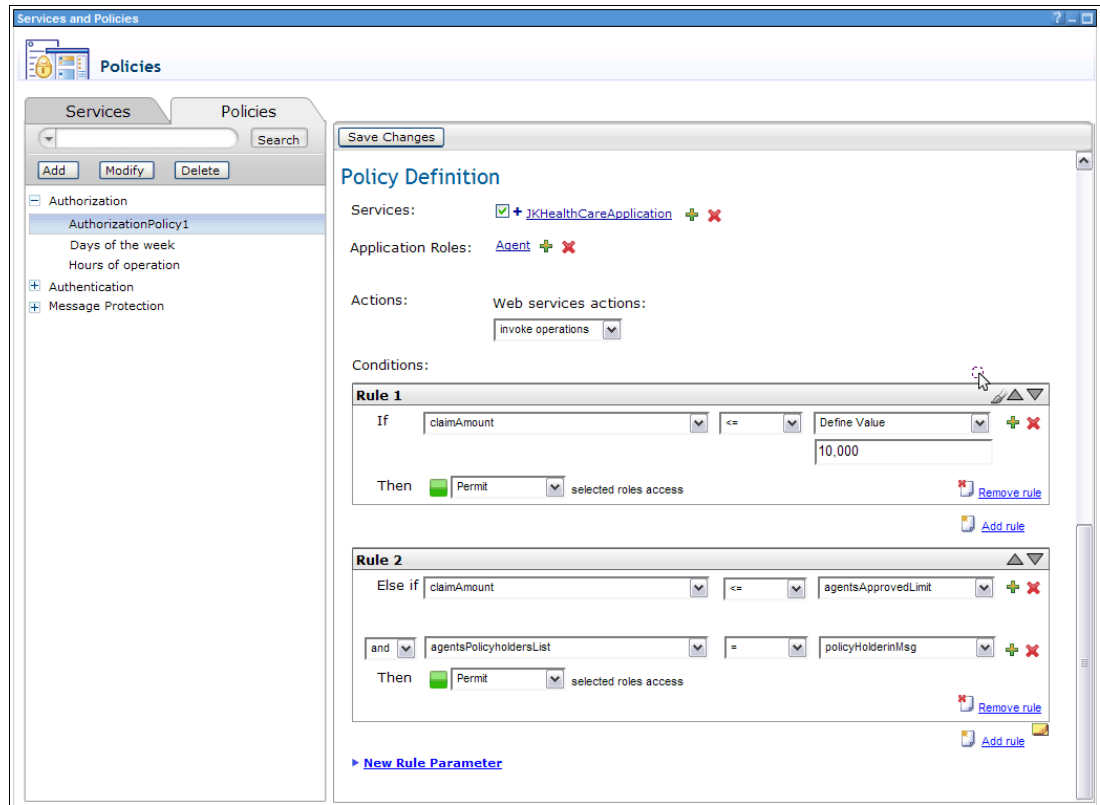 Services and Policies
Policies
Services Policies
Search
Add Modify Delete
Authorization
AuthorizationPolicy1
Days of the week
Hours of operation
Authentication
Message Protection
Save Changes
Policy Definition
Services: JKHealthCareApplication
Application Roles: Agent
Actions: Web services actions:
invoke operations
Conditions:
Rule 1
If claimAmount <= Define Value
10,000
Then Permit selected roles access
Remove rule
Add rule
Rule 2
Else if claimAmount <= agentsApprovedLimit
and agentsPolicyholdersList = policyHolderinMsg
Then Permit selected roles access
Remove rule
Add rule
New Rule Parameter